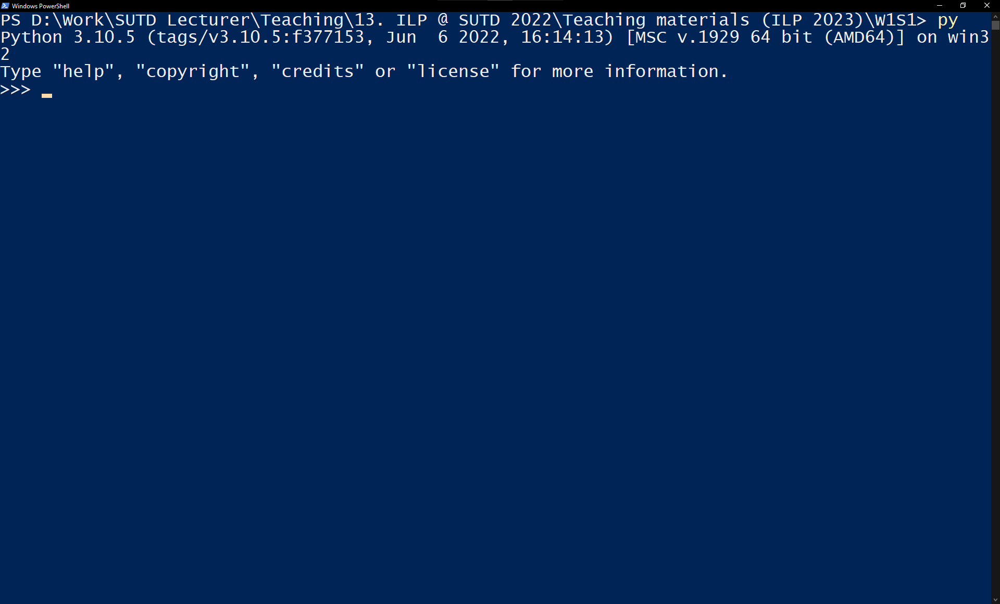 Windows PowerShell
PS D:\Work\SUTD Lecturer\Teaching\13. ILP @ SUTD 2022\Teaching materials (ILP 2023)\W1S1> py
Python 3.10.5 (tags/v3.10.5:f377153, Jun  6 2022, 16:14:13) [MSC v.1929 64 bit (AMD64)] on win3
2
Type "help", "copyright", "credits" or "license" for more information.
>>>